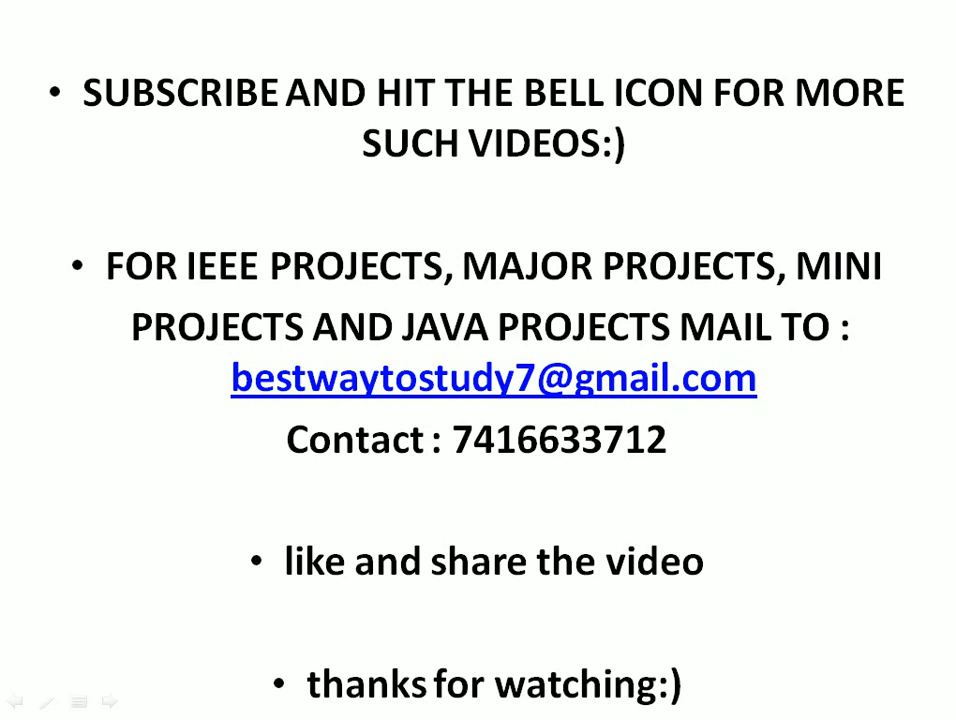 • SUBSCRIBE AND HIT THE BELL ICON FOR MORE
SUCH VIDEOS:)
• FOR IEEE PROJECTS, MAJOR PROJECTS, MINI
PROJECTS AND JAVA PROJECTS MAIL TO :
bestwaytostudy7@gmail.com
Contact : 7416633712
• like and share the video
• thanks for watching:)